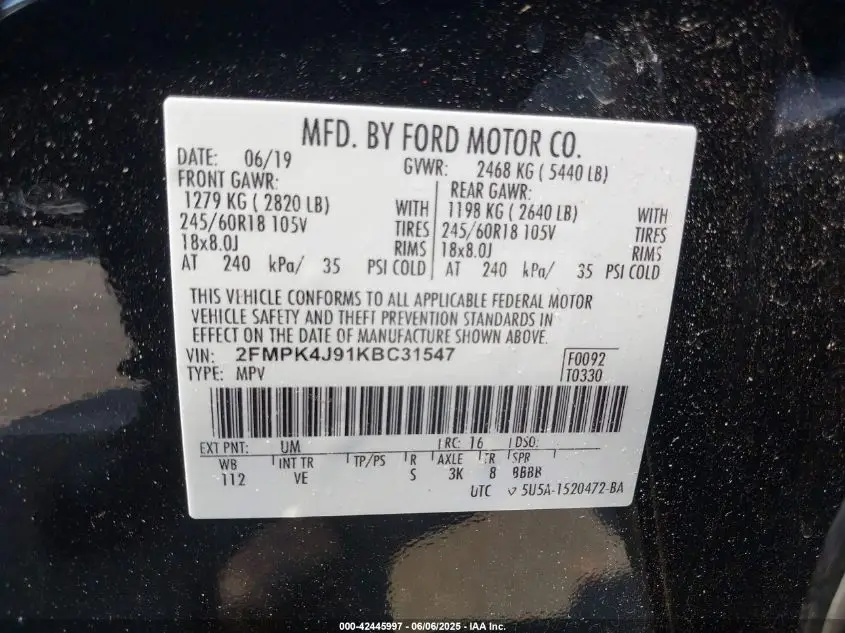 MFD. BY FORD MOTOR CO.
DATE: 06/19 GVWR: 2468 KG ( 5440 LB)
FRONT GAWR: REAR GAWR:
1279 KG ( 2820 LB) WITH 1198 KG ( 2640 LB) WITH
245/60R18 105V TIRES 245/60R18 105V TIRES
18x8.0J RIMS 18x8.0J RIMS
AT 240 kPa/ 35 PSI COLD AT 240 kPa/ 35 PSI COLD
THIS VEHICLE CONFORMS TO ALL APPLICABLE FEDERAL MOTOR
VEHICLE SAFETY AND THEFT PREVENTION STANDARDS IN
EFFECT ON THE DATE OF MANUFACTURE SHOWN ABOVE.
VIN: 2FMPK4J91KBC31547 F0092
TYPE: MPV T0330
EXT PNT: UM RC: 16 DSO:
WB INT TR TP/PS R AXLE TR SPR
112 VE S 3K 8 BBBB
UTC 5U5A-1520472-BA
000-42445997 - 06/06/2025 - IAA Inc.